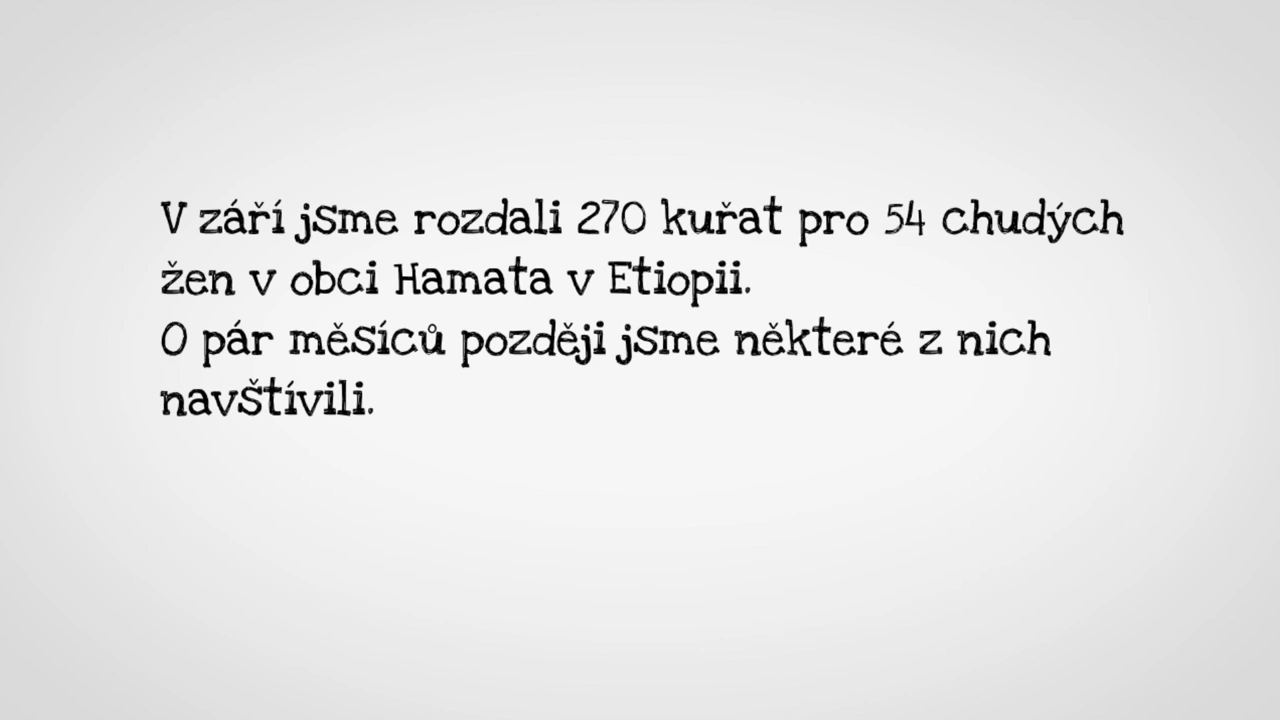 V září jsme rozdali 270 kuřat pro 54 chudých
žen v obci Hamata v Etiopii.
O pár měsíců později jsme některé z nich
navštívili.